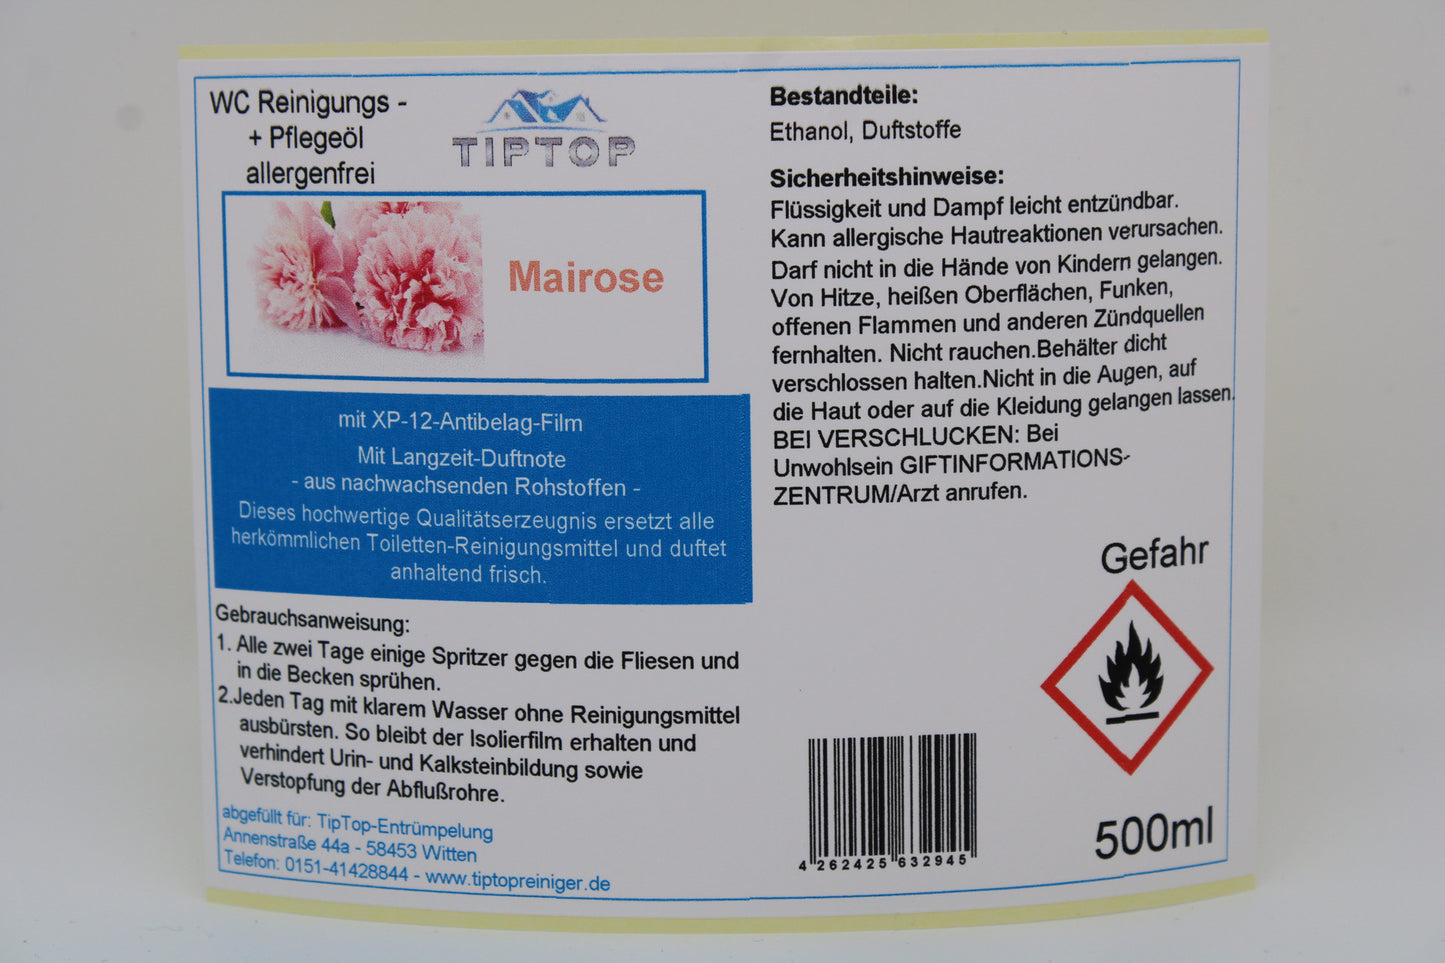 WC Reinigungs -
+ Pflegeöl
allergenfrei
TIPTOP
Mairose
mit XP-12-Antibelag-Film
Mit Langzeit-Duftnote
- aus nachwachsenden Rohstoffen -
Dieses hochwertige Qualitätserzeugnis ersetzt alle
herkömmlichen Toiletten-Reinigungsmittel und duftet
anhaltend frisch.
Gebrauchsanweisung:
1. Alle zwei Tage einige Spritzer gegen die Fliesen und
in die Becken sprühen.
2.Jeden Tag mit klarem Wasser ohne Reinigungsmittel
ausbürsten. So bleibt der Isolierfilm erhalten und
verhindert Urin- und Kalksteinbildung sowie
Verstopfung der Abflußrohre.
abgefüllt für: TipTop-Entrümpelung
Annenstraße 44a - 58453 Witten
Telefon: 0151-41428844 - www.tiptopreiniger.de
Bestandteile:
Ethanol, Duftstoffe
Sicherheitshinweise:
Flüssigkeit und Dampf leicht entzündbar.
Kann allergische Hautreaktionen verursachen.
Darf nicht in die Hände von Kindern gelangen.
Von Hitze, heißen Oberflächen, Funken,
offenen Flammen und anderen Zündquellen
fernhalten. Nicht rauchen.Behälter dicht
verschlossen halten.Nicht in die Augen, auf
die Haut oder auf die Kleidung gelangen lassen.
BEI VERSCHLUCKEN: Bei
Unwohlsein GIFTINFORMATIONS-
ZENTRUM/Arzt anrufen.
Gefahr
4 262425 632945
500ml